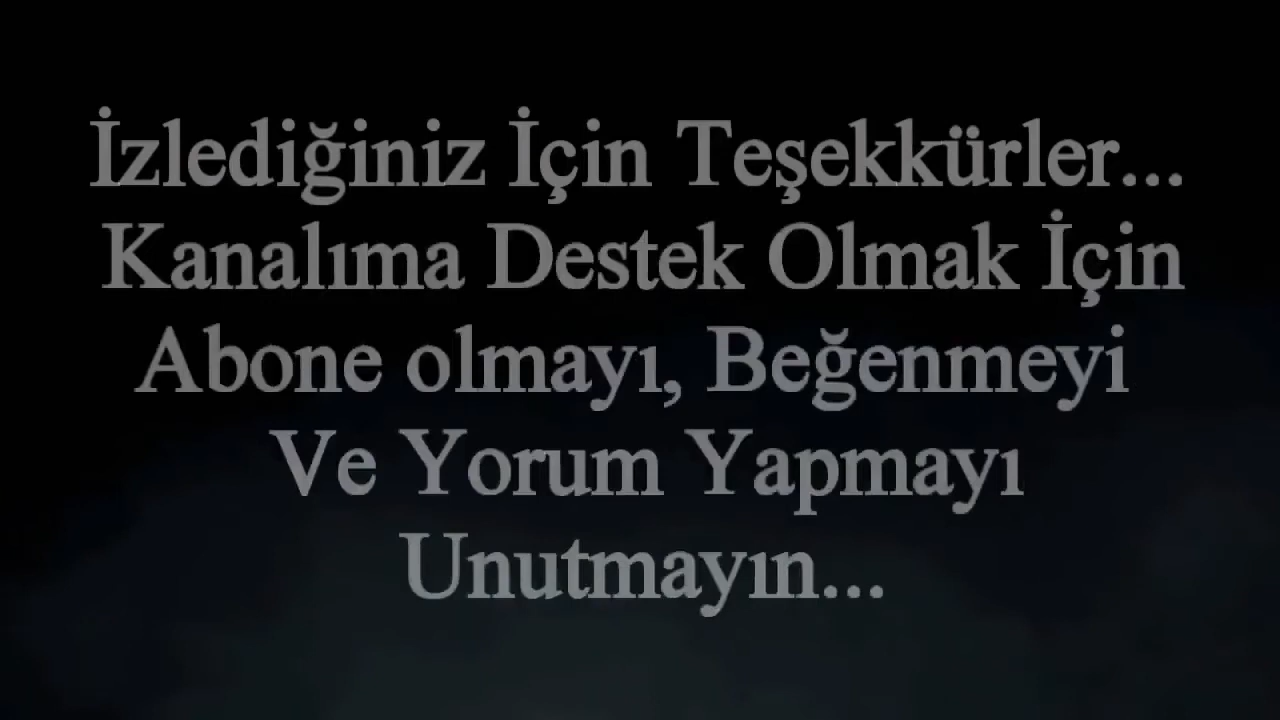 İzlediğiniz İçin Teşekkürler...
Kanalıma Destek Olmak İçin
Abone olmayı, Beğenmeyi
Ve Yorum Yapmayı
Unutmayın...